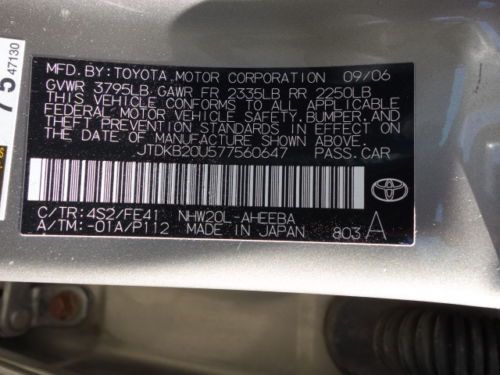 MFD. BY: TOYOTA MOTOR CORPORATION 09/06
GVWR 3795LB GAWR FR 2335LB RR 2250LB
THIS VEHICLE CONFORMS TO ALL APPLICABLE
FEDERAL MOTOR VEHICLE SAFETY, BUMPER, AND
THEFT PREVENTION STANDARDS IN EFFECT ON
THE DATE OF MANUFACTURE SHOWN ABOVE.
JTDKB20U577560647 PASS. CAR
C/TR: 4S2/FE41 NHW20L-AHEEBA
A/TM: -01A/P112 MADE IN JAPAN 803 A
75
47130